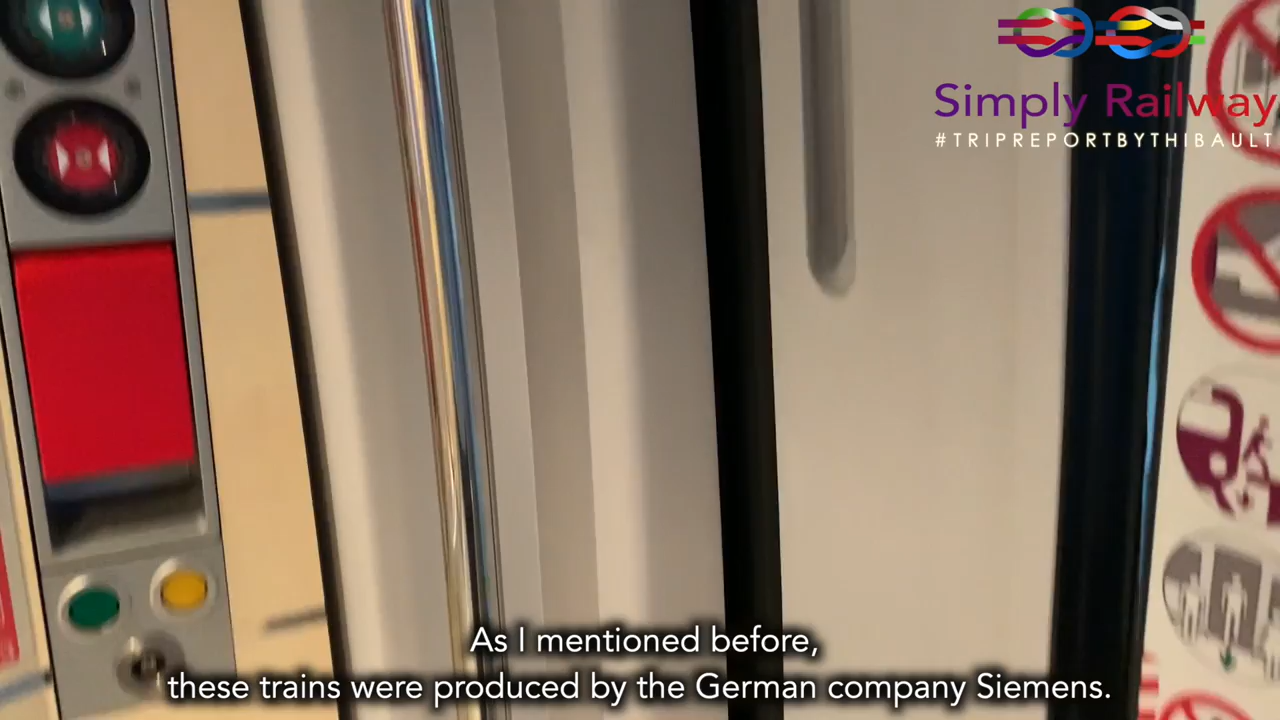 Simply Railway
#TRIPREPORTBYTHIBAULT
As I mentioned before,
these trains were produced by the German company Siemens.